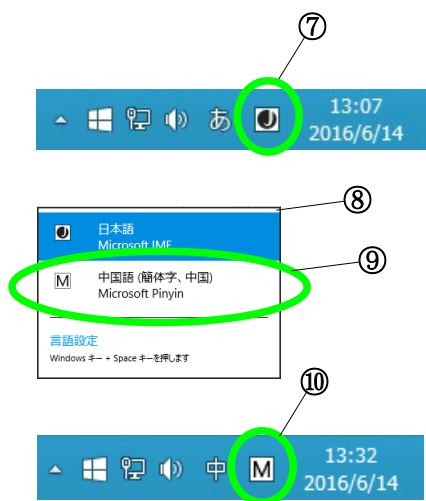 ⑦
あ
13:07
2016/6/14
⑧
日本語
Microsoft IME
⑨
M
中国語 (簡体字、中国)
Microsoft Pinyin
言語設定
Windows キー + Space キーを押します
⑩
中
M
13:32
2016/6/14